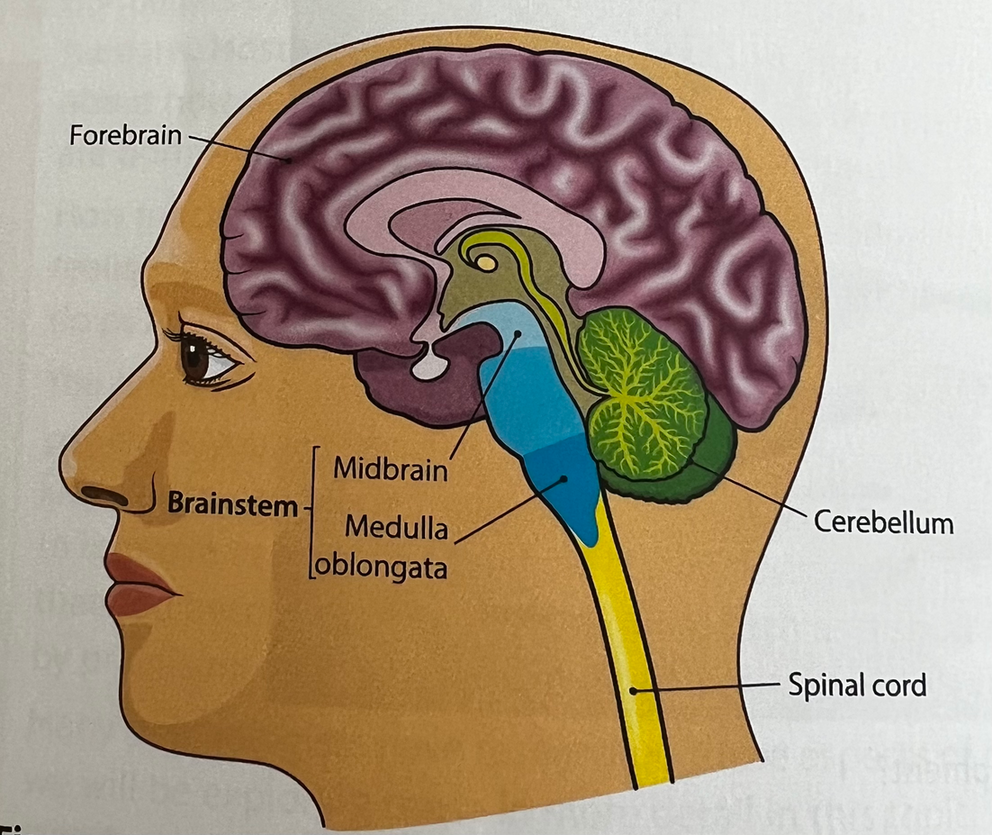 Forebrain
Midbrain
Brainstem
Medulla
oblongata
Cerebellum
Spinal cord